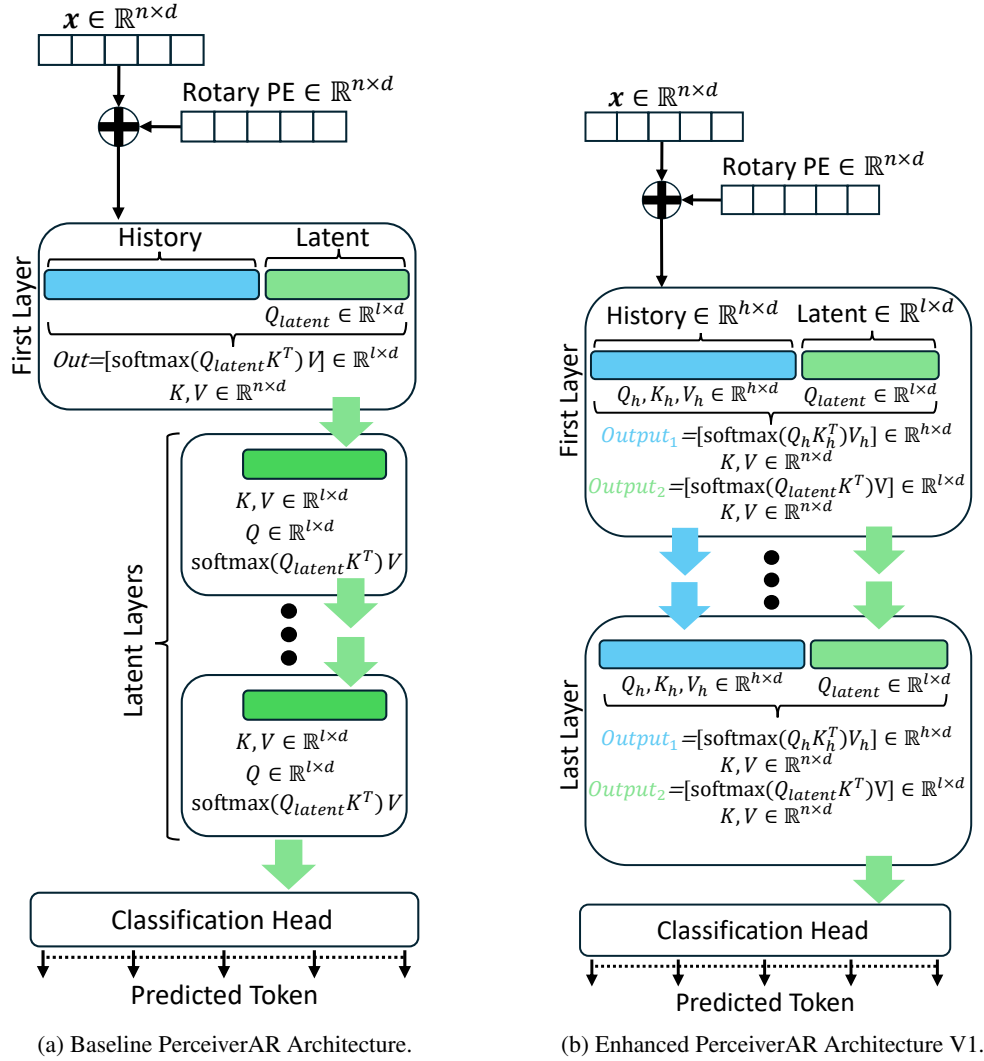 x ∈ ℝ^{n×d}
Rotary PE ∈ ℝ^{n×d}
First Layer
History
Latent
Q_{latent} ∈ ℝ^{l×d}
Out=[softmax(Q_{latent}K^T) V] ∈ ℝ^{l×d}
K, V ∈ ℝ^{n×d}
Latent Layers
K, V ∈ ℝ^{l×d}
Q ∈ ℝ^{l×d}
softmax(Q_{latent}K^T) V
K, V ∈ ℝ^{l×d}
Q ∈ ℝ^{l×d}
softmax(Q_{latent}K^T) V
Classification Head
Predicted Token
(a) Baseline PerceiverAR Architecture.
x ∈ ℝ^{n×d}
Rotary PE ∈ ℝ^{n×d}
First Layer
History ∈ ℝ^{h×d}
Latent ∈ ℝ^{l×d}
Q_h, K_h, V_h ∈ ℝ^{h×d}
Q_{latent} ∈ ℝ^{l×d}
Output_1=[softmax(Q_hK_h^T)V_h] ∈ ℝ^{h×d}
K, V ∈ ℝ^{n×d}
Output_2=[softmax(Q_{latent}K^T)V] ∈ ℝ^{l×d}
K, V ∈ ℝ^{n×d}
Last Layer
Q_h, K_h, V_h ∈ ℝ^{h×d}
Q_{latent} ∈ ℝ^{l×d}
Output_1=[softmax(Q_hK_h^T)V_h] ∈ ℝ^{h×d}
K, V ∈ ℝ^{n×d}
Output_2=[softmax(Q_{latent}K^T)V] ∈ ℝ^{l×d}
K, V ∈ ℝ^{n×d}
Classification Head
Predicted Token
(b) Enhanced PerceiverAR Architecture V1.